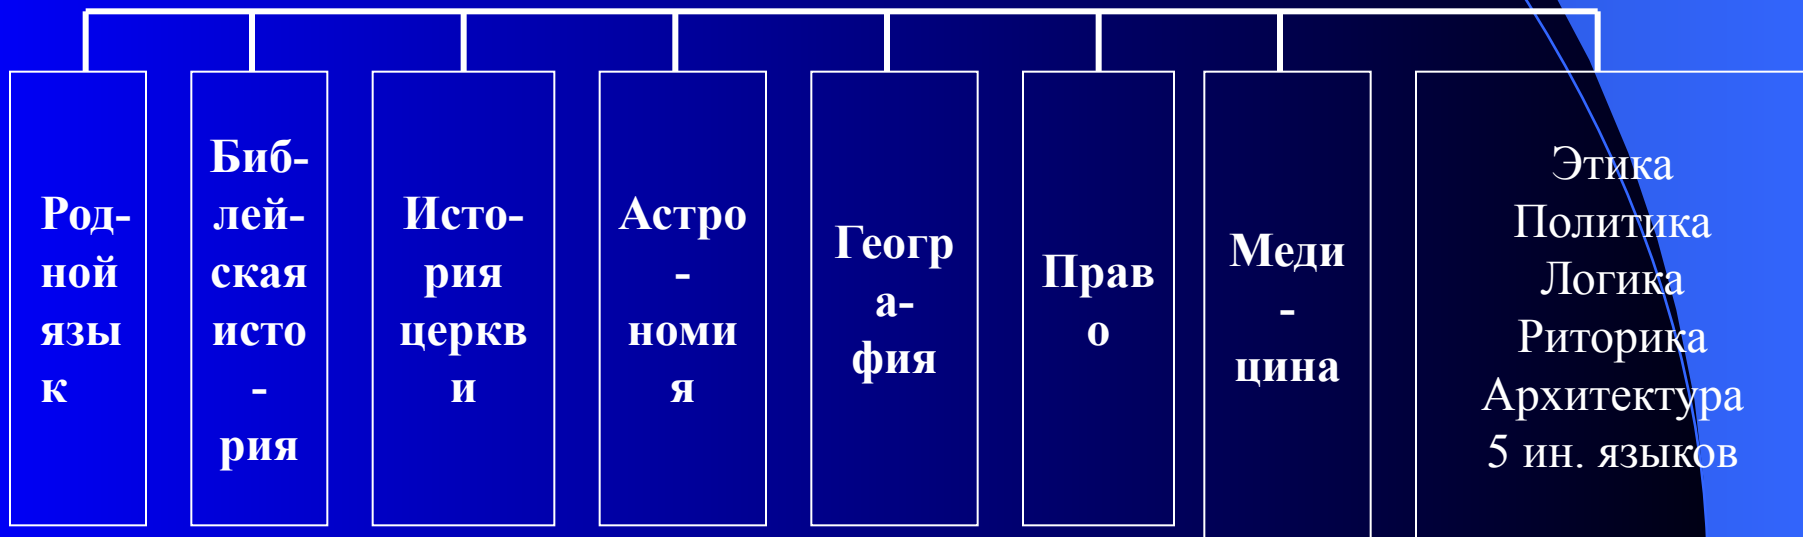 Род-
ной
язы
к
Биб-
лей-
ская
исто
-
рия
Исто-
рия
церкв
и
Астро
-
номи
я
Геогр
а-
фия
Прав
о
Меди
-
цина
Этика
Политика
Логика
Риторика
Архитектура
5 ин. языков